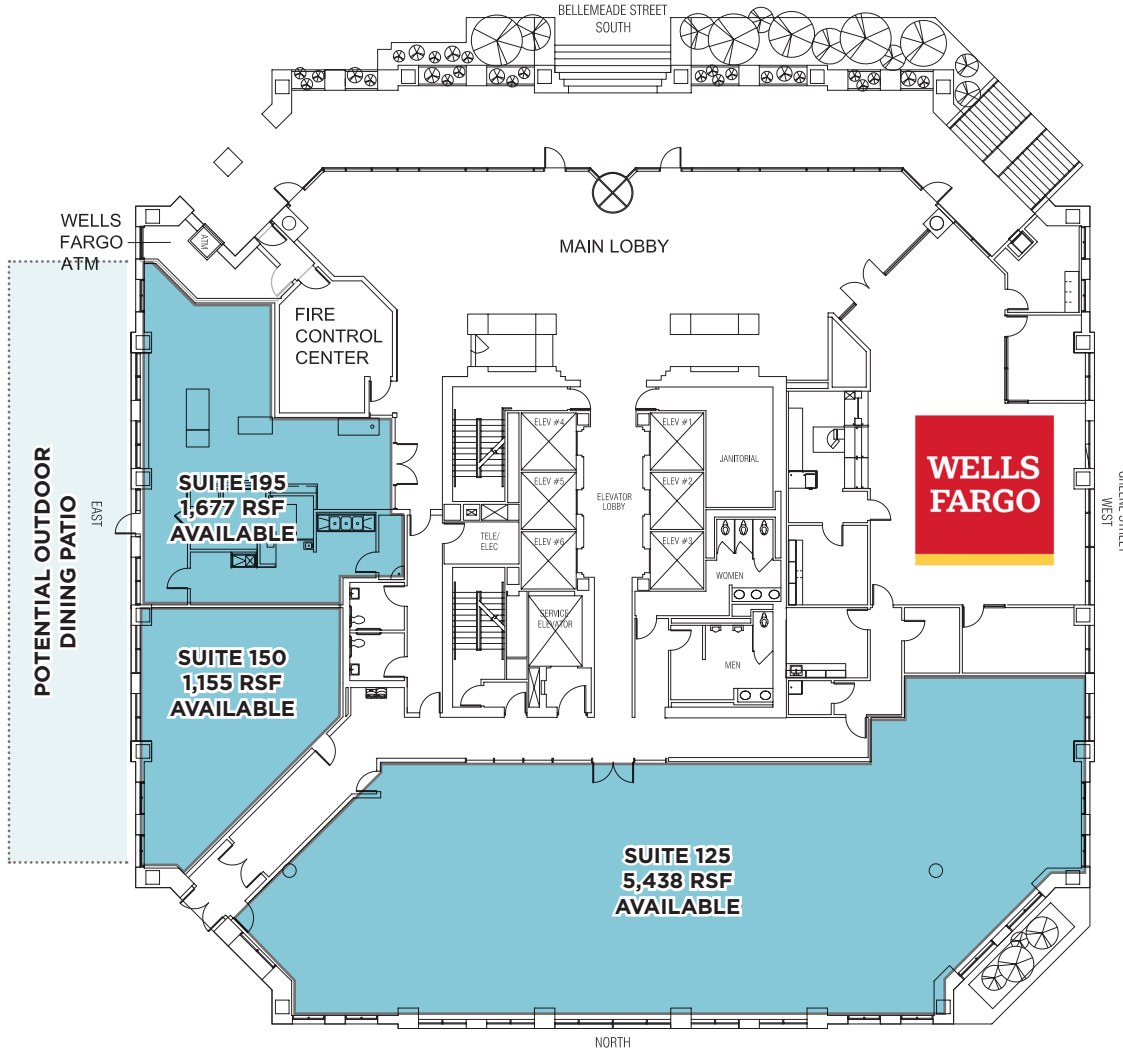 BELLEMEADE STREET
SOUTH
WELLS
FARGO
ATM
ATM
MAIN LOBBY
FIRE
CONTROL
CENTER
ELEV #4
ELEV #1
ELEV #5
ELEV #2
ELEV #6
ELEV #3
JANITORIAL
ELEVATOR
LOBBY
TELE/
ELEC
WOMEN
SERVICE
ELEVATOR
MEN
WELLS
FARGO
WEST
EAST
POTENTIAL OUTDOOR
DINING PATIO
SUITE 195
1,677 RSF
AVAILABLE
SUITE 150
1,155 RSF
AVAILABLE
SUITE 125
5,438 RSF
AVAILABLE
NORTH